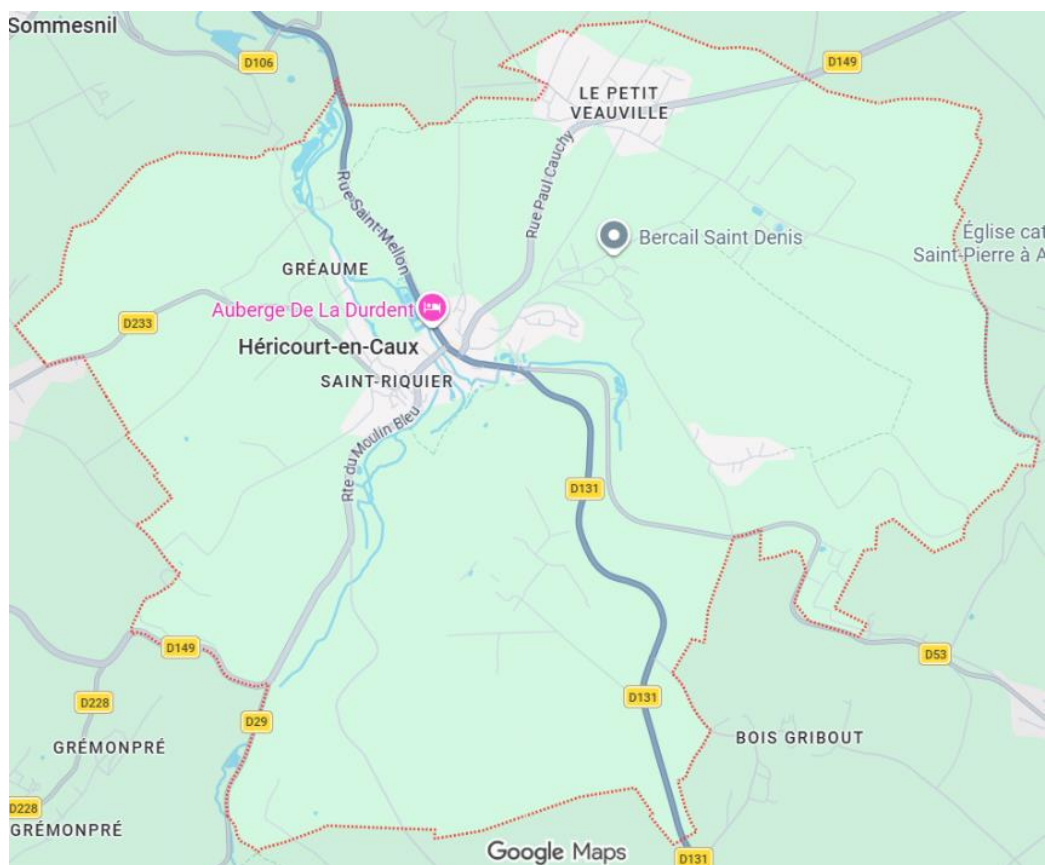 Sommesnil
D106
D149
LE PETIT
VEAUVILLE
Rue Paul Cauchy
Rue Saint-Mellon
Bercail Saint Denis
Église cat
Saint-Pierre à A
GRÉAUME
Auberge De La Durdent
D233
Héricourt-en-Caux
SAINT-RIQUIER
Rte du Moulin Bleu
D131
D149
D53
D228
D29
D131
GRÉMONPRÉ
BOIS GRIBOUT
D228
GRÉMONPRÉ
Google Maps
D131